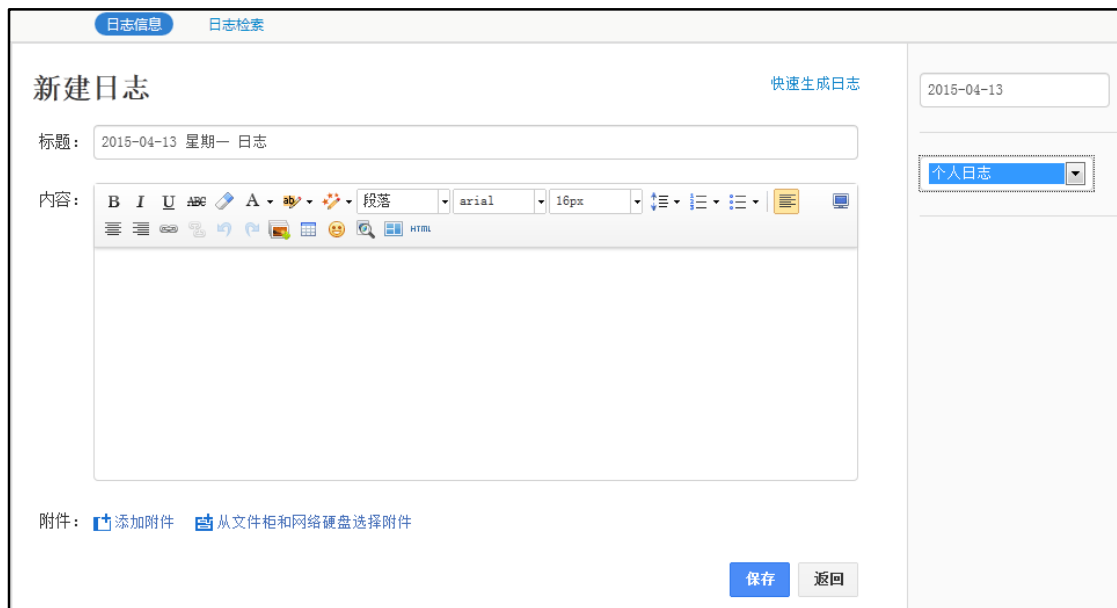 日志信息 日志检索
新建日志
快速生成日志
2015-04-13
标题： 2015-04-13 星期一 日志
个人日志
内容： B I U ABC A ab 段落 arial 16px
HTML
附件： 添加附件 从文件柜和网络硬盘选择附件
保存 返回